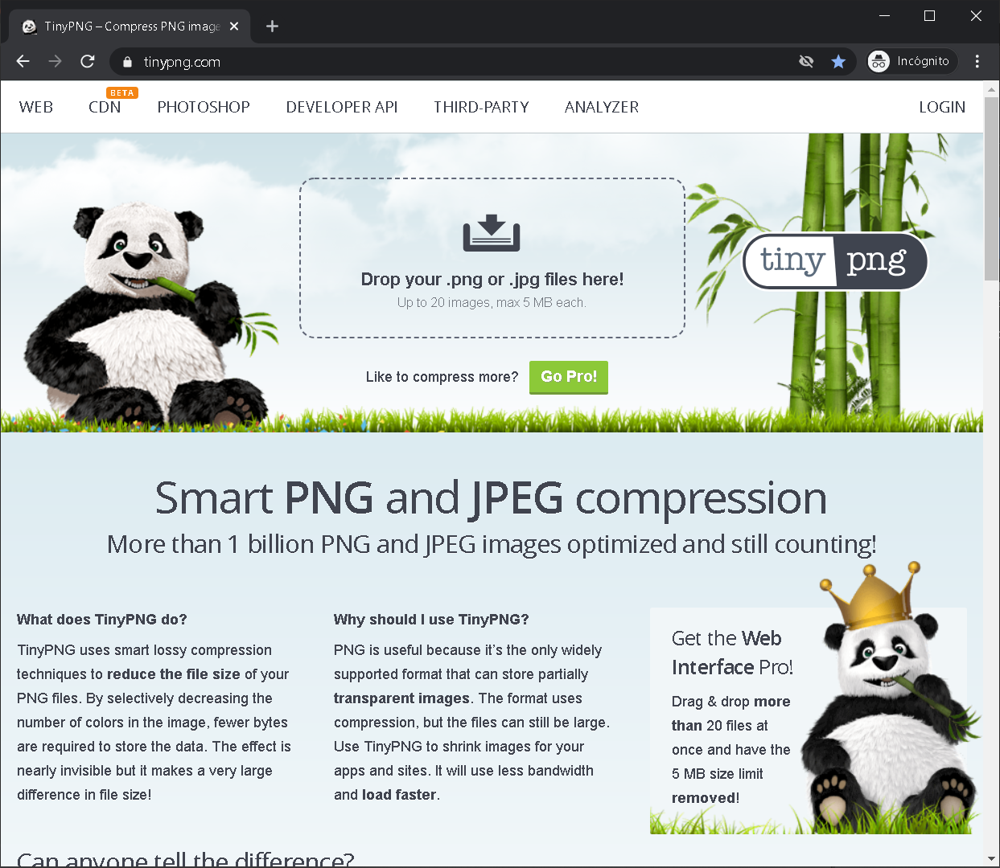 TinyPNG – Compress PNG image
tinypng.com
Incógnito
WEB CDN BETA PHOTOSHOP DEVELOPER API THIRD-PARTY ANALYZER LOGIN
Drop your .png or .jpg files here!
Up to 20 images, max 5 MB each.
tiny png
Like to compress more? Go Pro!
Smart PNG and JPEG compression
More than 1 billion PNG and JPEG images optimized and still counting!
What does TinyPNG do?
TinyPNG uses smart lossy compression
techniques to reduce the file size of your
PNG files. By selectively decreasing the
number of colors in the image, fewer bytes
are required to store the data. The effect is
nearly invisible but it makes a very large
difference in file size!
Why should I use TinyPNG?
PNG is useful because it’s the only widely
supported format that can store partially
transparent images. The format uses
compression, but the files can still be large.
Use TinyPNG to shrink images for your
apps and sites. It will use less bandwidth
and load faster.
Get the Web
Interface Pro!
Drag & drop more
than 20 files at
once and have the
5 MB size limit
removed!
Can anyone tell the difference?